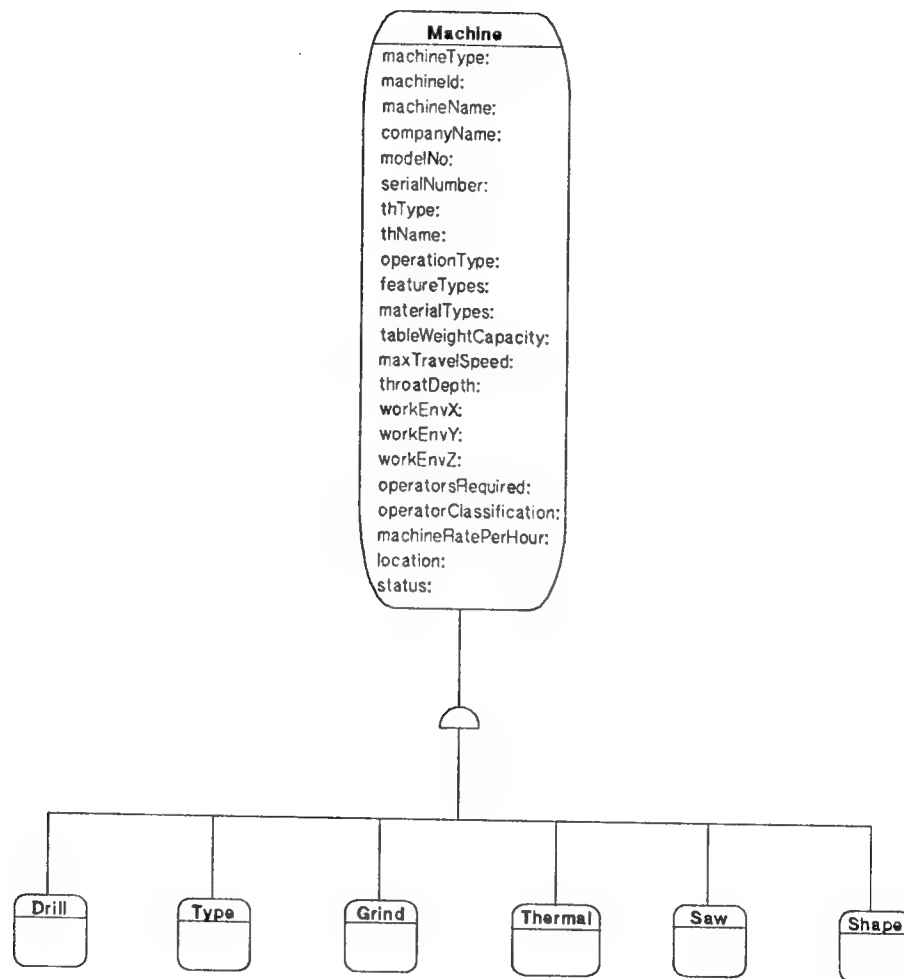 Machine
machineType:
machineId:
machineName:
companyName:
modelNo:
serialNumber:
thType:
thName:
operationType:
featureTypes:
materialTypes:
tableWeightCapacity:
maxTravelSpeed:
throatDepth:
workEnvX:
workEnvY:
workEnvZ:
operatorsRequired:
operatorClassification:
machineRatePerHour:
location:
status:
Drill
Type
Grind
Thermal
Saw
Shape